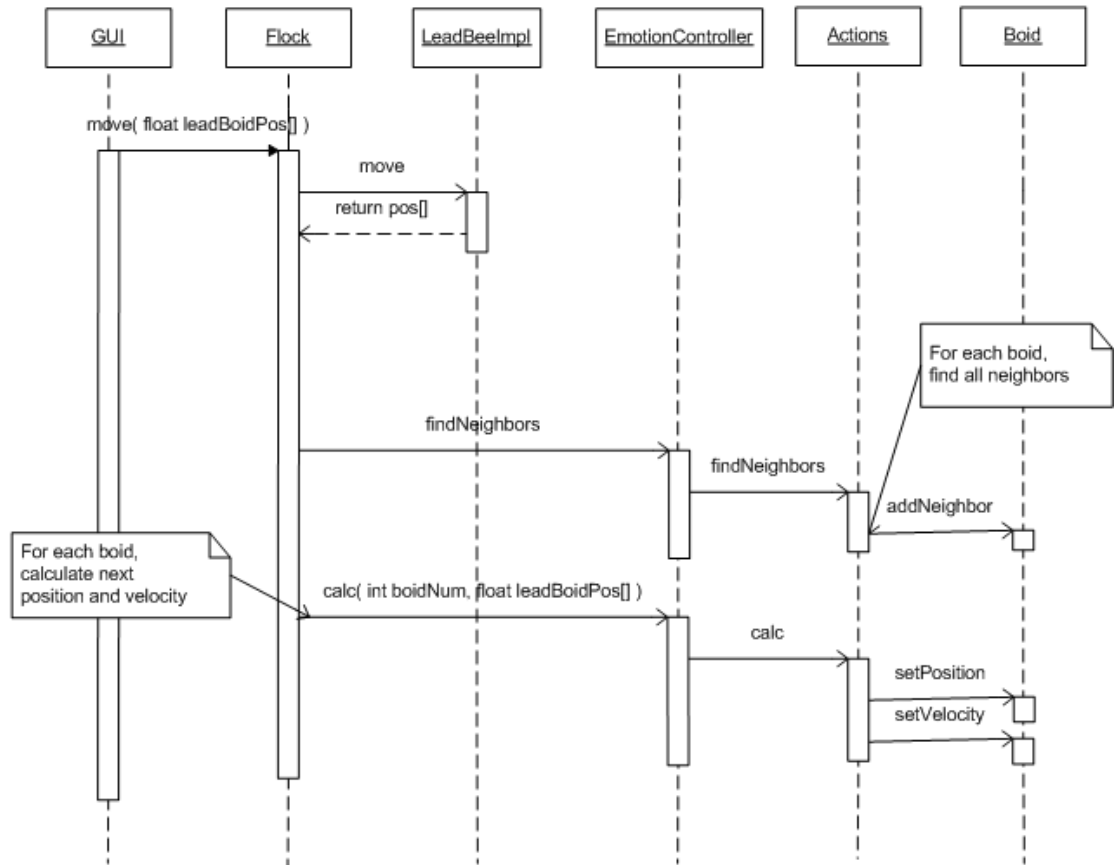 GUI
Flock
LeadBeeImpl
EmotionController
Actions
Boid
move( float leadBoidPos[] )
move
return pos[]
For each boid,
find all neighbors
findNeighbors
findNeighbors
addNeighbor
For each boid,
calculate next
position and velocity
calc( int boidNum, float leadBoidPos[] )
calc
setPosition
setVelocity